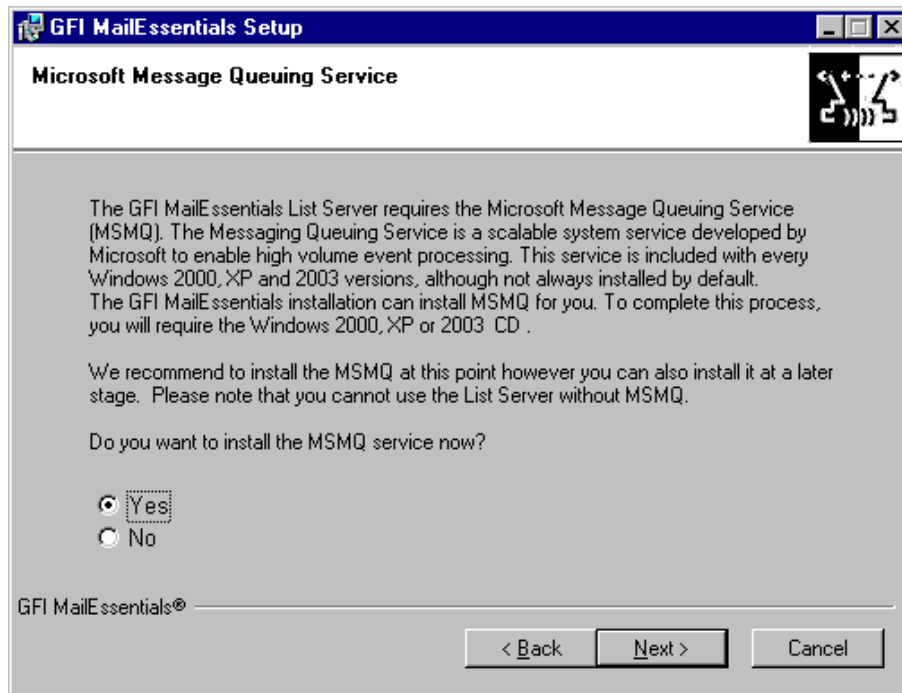 GFI MailEssentials Setup
Microsoft Message Queuing Service
The GFI MailEssentials List Server requires the Microsoft Message Queuing Service
(MSMQ). The Messaging Queuing Service is a scalable system service developed by
Microsoft to enable high volume event processing. This service is included with every
Windows 2000, XP and 2003 versions, although not always installed by default.
The GFI MailEssentials installation can install MSMQ for you. To complete this process,
you will require the Windows 2000, XP or 2003  CD .
We recommend to install the MSMQ at this point however you can also install it at a later
stage.  Please note that you cannot use the List Server without MSMQ.
Do you want to install the MSMQ service now?
Yes
No
GFI MailEssentials®
< Back Next > Cancel